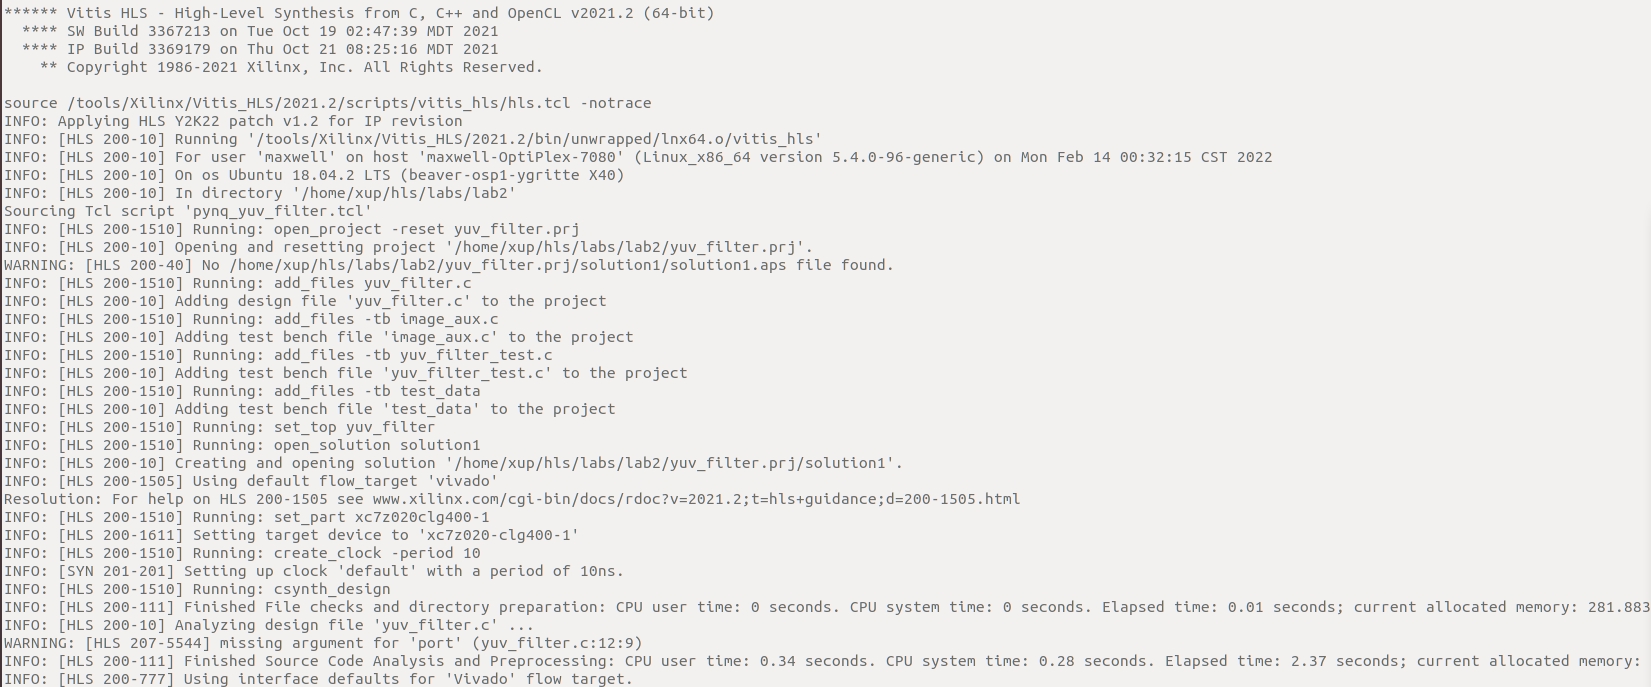 ****** Vitis HLS - High-Level Synthesis from C, C++ and OpenCL v2021.2 (64-bit)
  **** SW Build 3367213 on Tue Oct 19 02:47:39 MDT 2021
  **** IP Build 3369179 on Thu Oct 21 08:25:16 MDT 2021
    ** Copyright 1986-2021 Xilinx, Inc. All Rights Reserved.

source /tools/Xilinx/Vitis_HLS/2021.2/scripts/vitis_hls/hls.tcl -notrace
INFO: Applying HLS Y2K22 patch v1.2 for IP revision
INFO: [HLS 200-10] Running '/tools/Xilinx/Vitis_HLS/2021.2/bin/unwrapped/lnx64.o/vitis_hls'
INFO: [HLS 200-10] For user 'maxwell' on host 'maxwell-OptiPlex-7080' (Linux_x86_64 version 5.4.0-96-generic) on Mon Feb 14 00:32:15 CST 2022
INFO: [HLS 200-10] On os Ubuntu 18.04.2 LTS (beaver-osp1-ygritte X40)
INFO: [HLS 200-10] In directory '/home/xup/hls/labs/lab2'
Sourcing Tcl script 'pynq_yuv_filter.tcl'
INFO: [HLS 200-1510] Running: open_project -reset yuv_filter.prj
INFO: [HLS 200-10] Opening and resetting project '/home/xup/hls/labs/lab2/yuv_filter.prj'.
WARNING: [HLS 200-40] No /home/xup/hls/labs/lab2/yuv_filter.prj/solution1/solution1.aps file found.
INFO: [HLS 200-1510] Running: add_files yuv_filter.c
INFO: [HLS 200-10] Adding design file 'yuv_filter.c' to the project
INFO: [HLS 200-1510] Running: add_files -tb image_aux.c
INFO: [HLS 200-10] Adding test bench file 'image_aux.c' to the project
INFO: [HLS 200-1510] Running: add_files -tb yuv_filter_test.c
INFO: [HLS 200-10] Adding test bench file 'yuv_filter_test.c' to the project
INFO: [HLS 200-1510] Running: add_files -tb test_data
INFO: [HLS 200-10] Adding test bench file 'test_data' to the project
INFO: [HLS 200-1510] Running: set_top yuv_filter
INFO: [HLS 200-1510] Running: open_solution solution1
INFO: [HLS 200-10] Creating and opening solution '/home/xup/hls/labs/lab2/yuv_filter.prj/solution1'.
INFO: [HLS 200-1505] Using default flow_target 'vivado'
Resolution: For help on HLS 200-1505 see www.xilinx.com/cgi-bin/docs/rdoc?v=2021.2;t=hls+guidance;d=200-1505.html
INFO: [HLS 200-1510] Running: set_part xc7z020clg400-1
INFO: [HLS 200-1611] Setting target device to 'xc7z020-clg400-1'
INFO: [HLS 200-1510] Running: create_clock -period 10
INFO: [SYN 201-201] Setting up clock 'default' with a period of 10ns.
INFO: [HLS 200-1510] Running: csynth_design
INFO: [HLS 200-111] Finished File checks and directory preparation: CPU user time: 0 seconds. CPU system time: 0 seconds. Elapsed time: 0.01 seconds; current allocated memory: 281.883
INFO: [HLS 200-10] Analyzing design file 'yuv_filter.c' ...
WARNING: [HLS 207-5544] missing argument for 'port' (yuv_filter.c:12:9)
INFO: [HLS 200-111] Finished Source Code Analysis and Preprocessing: CPU user time: 0.34 seconds. CPU system time: 0.28 seconds. Elapsed time: 2.37 seconds; current allocated memory:
INFO: [HLS 200-777] Using interface defaults for 'Vivado' flow target.